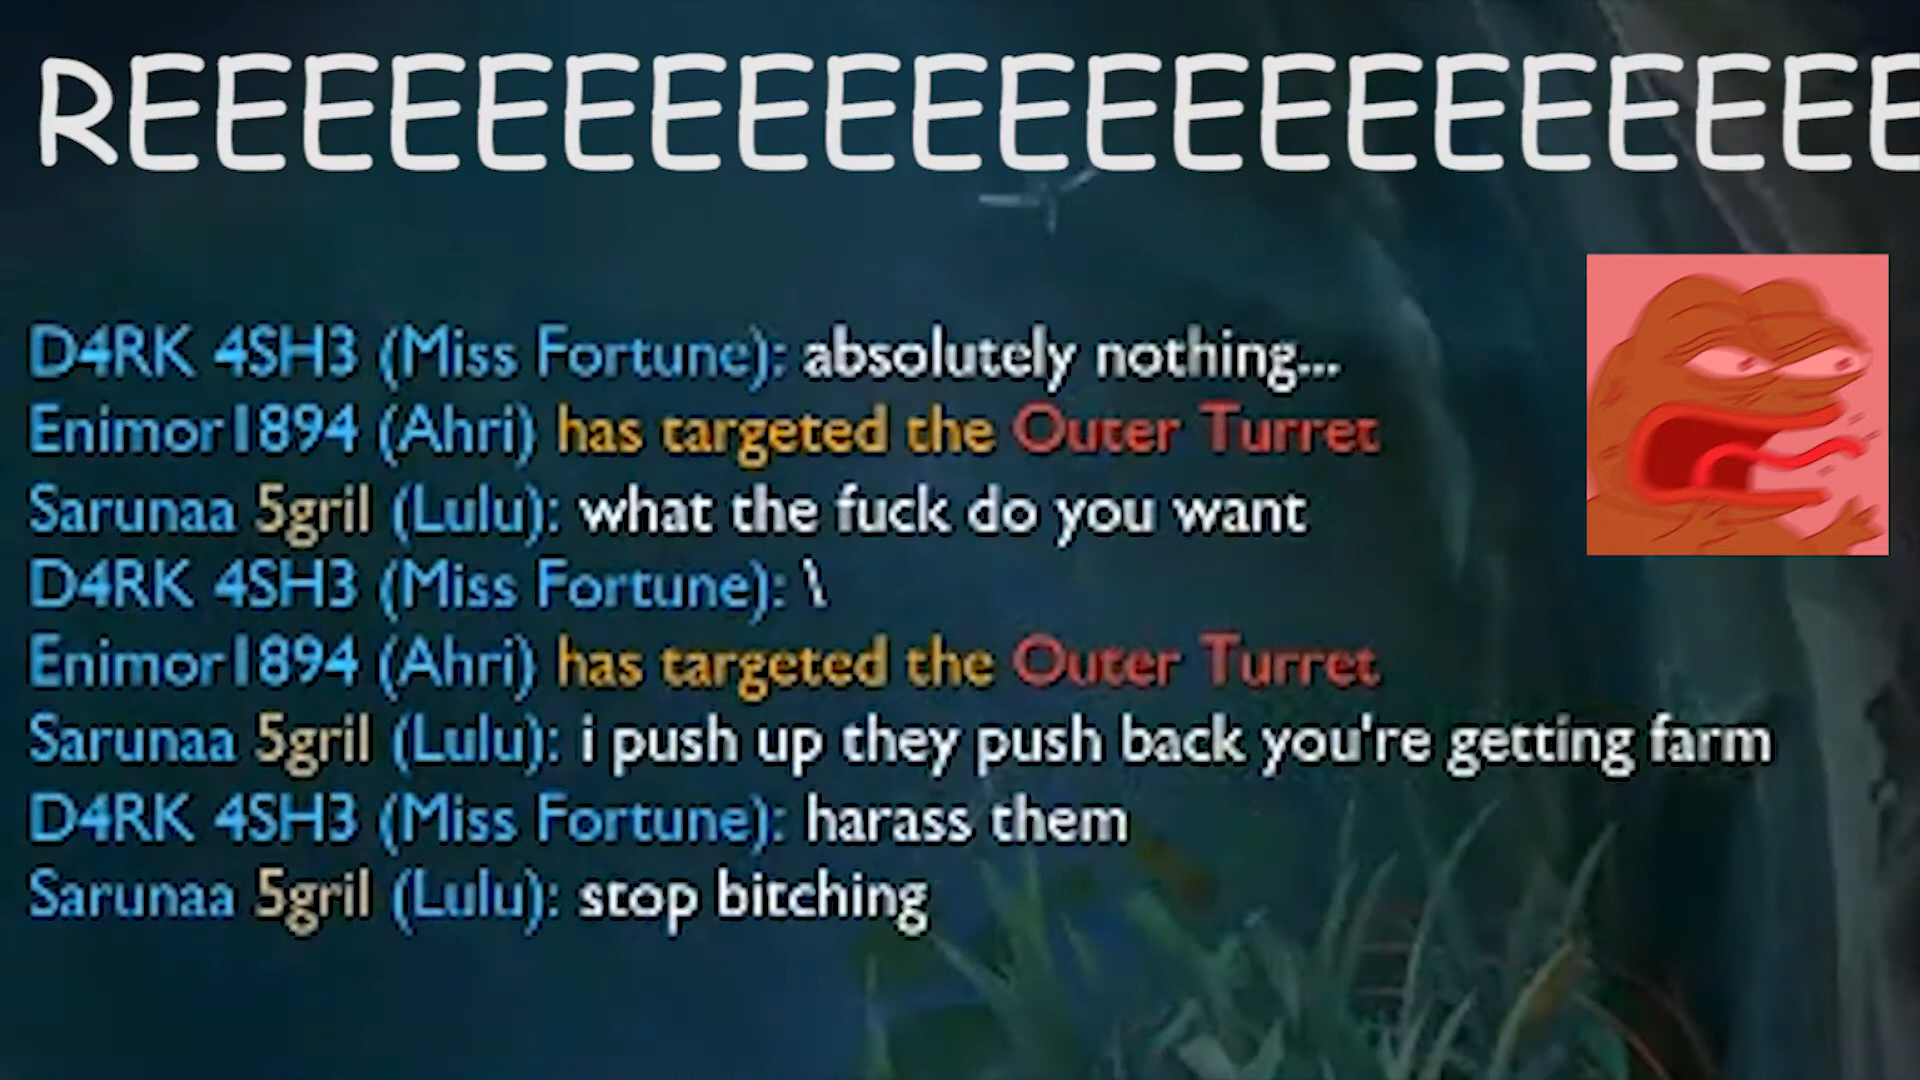 REEEEEEEEEEEEEEEEEEEEE
D4RK 4SH3 (Miss Fortune): absolutely nothing...
Enimor1894 (Ahri) has targeted the Outer Turret
Sarunaa 5gril (Lulu): what the fuck do you want
D4RK 4SH3 (Miss Fortune): \
Enimor1894 (Ahri) has targeted the Outer Turret
Sarunaa 5gril (Lulu): i push up they push back you're getting farm
D4RK 4SH3 (Miss Fortune): harass them
Sarunaa 5gril (Lulu): stop bitching